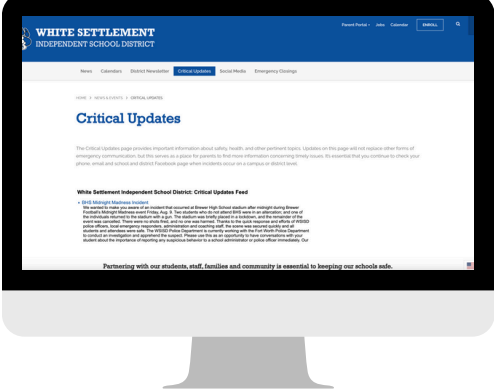 WHITE SETTLEMENT
INDEPENDENT SCHOOL DISTRICT
Parent Portal Jobs Calendar ENROLL
News Calendars District Newsletter Critical Updates Social Media Emergency Closings
HOME > NEWS & EVENTS > CRITICAL UPDATES
Critical Updates
The Critical Updates page provides important information about safety, health, and other pertinent topics. Updates on this page will not replace other forms of
emergency communication, but this serves as a place for parents to find more information concerning timely issues. It's essential that you continue to check your
phone, email and school and district Facebook page when incidents occur on a campus or district level.
White Settlement Independent School District: Critical Updates Feed
• BHS Midnight Madness Incident
We wanted to make you aware of an incident that occurred at Brewer High School stadium after midnight during Brewer
Football's Midnight Madness event Friday, Aug. 9. Two students who do not attend BHS were in an altercation; and one of
the individuals returned to the stadium with a gun. The stadium was briefly placed in a lockdown, and the remainder of the
event was cancelled. There were no shots fired, and no one was harmed. Thanks to the quick response and efforts of WSISD
police officers, local emergency responders, administration and coaching staff, the scene was secured quickly and all
students and attendees were safe. The WSISD Police Department is currently working with the Fort Worth Police Department
to conduct an investigation and apprehend the suspect. Please use this as an opportunity to have conversations with your
student about the importance of reporting any suspicious behavior to a school administrator or police officer immediately. Our
Partnering with our students, staff, families and community is essential to keeping our schools safe.